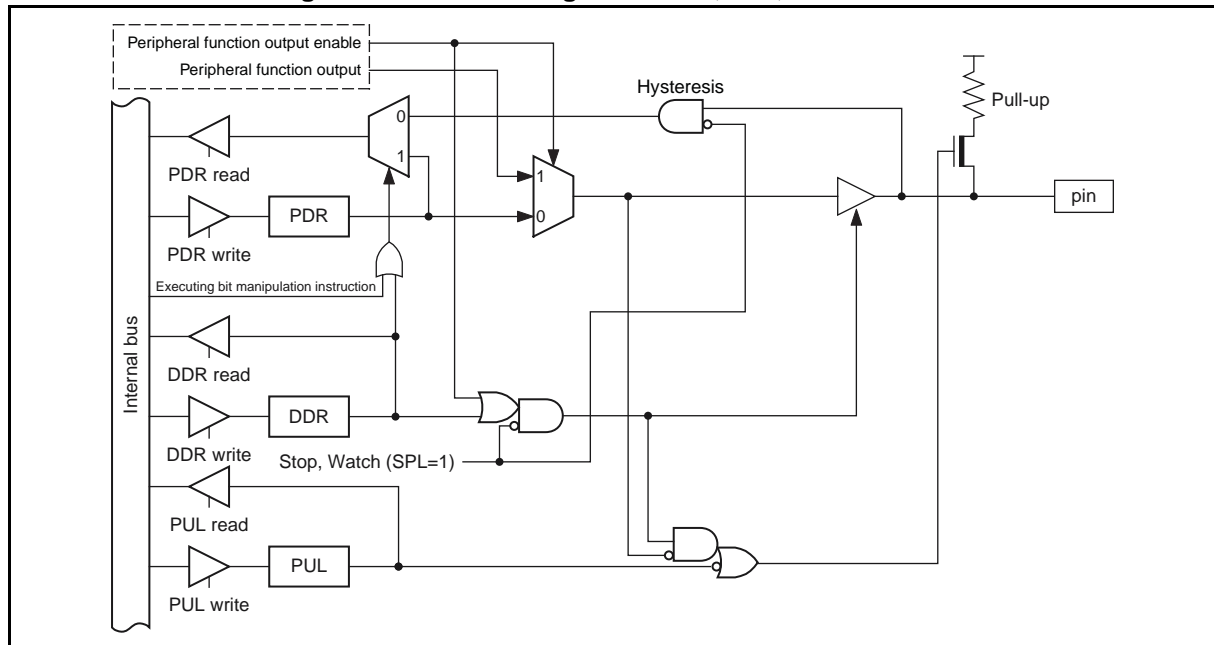 Peripheral function output enable
Peripheral function output
Hysteresis
Pull-up
0
1
PDR read
1
pin
PDR
0
PDR write
Executing bit manipulation instruction
Internal bus
DDR read
DDR
DDR write
Stop, Watch (SPL=1)
PUL read
PUL
PUL write